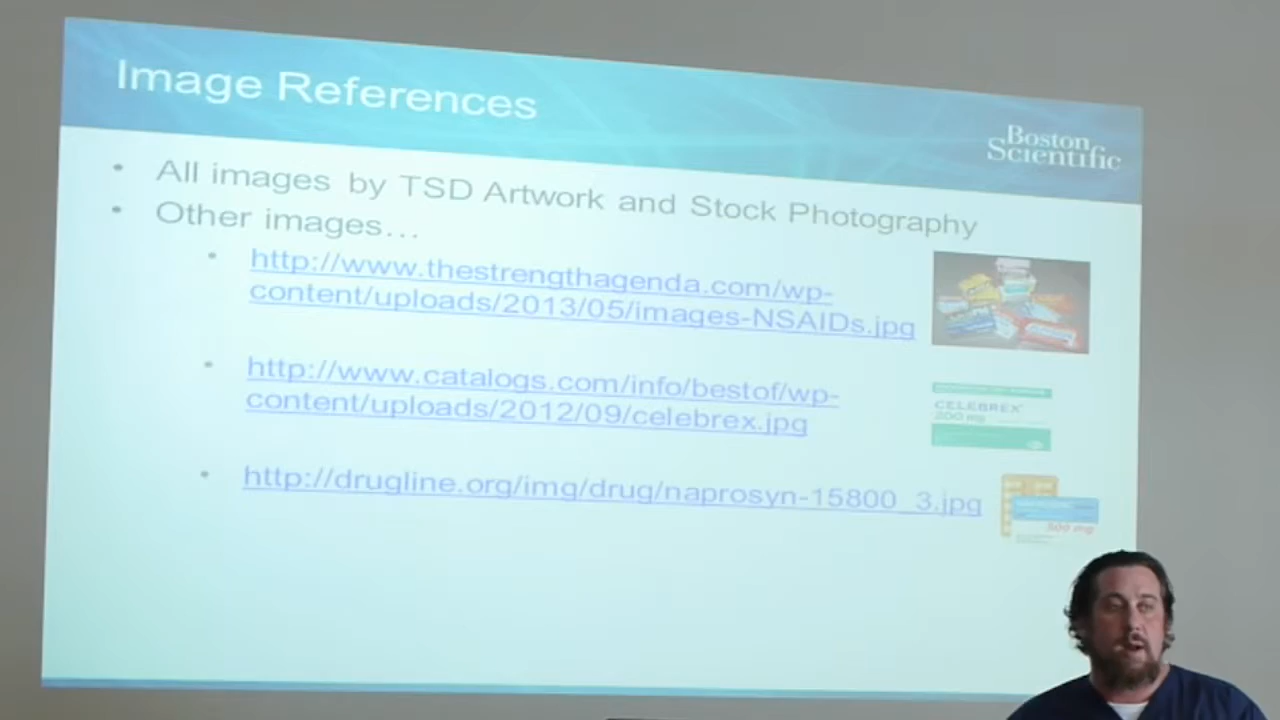 Image References
Boston
Scientific
• All images by TSD Artwork and Stock Photography
• Other images…
• http://www.thestrengthagenda.com/wp-
content/uploads/2013/05/images-NSAIDs.jpg
• http://www.catalogs.com/info/bestof/wp-
content/uploads/2012/09/celebrex.jpg
CELEBREX
200 mg
• http://drugline.org/img/drug/naprosyn-15800_3.jpg
500 mg